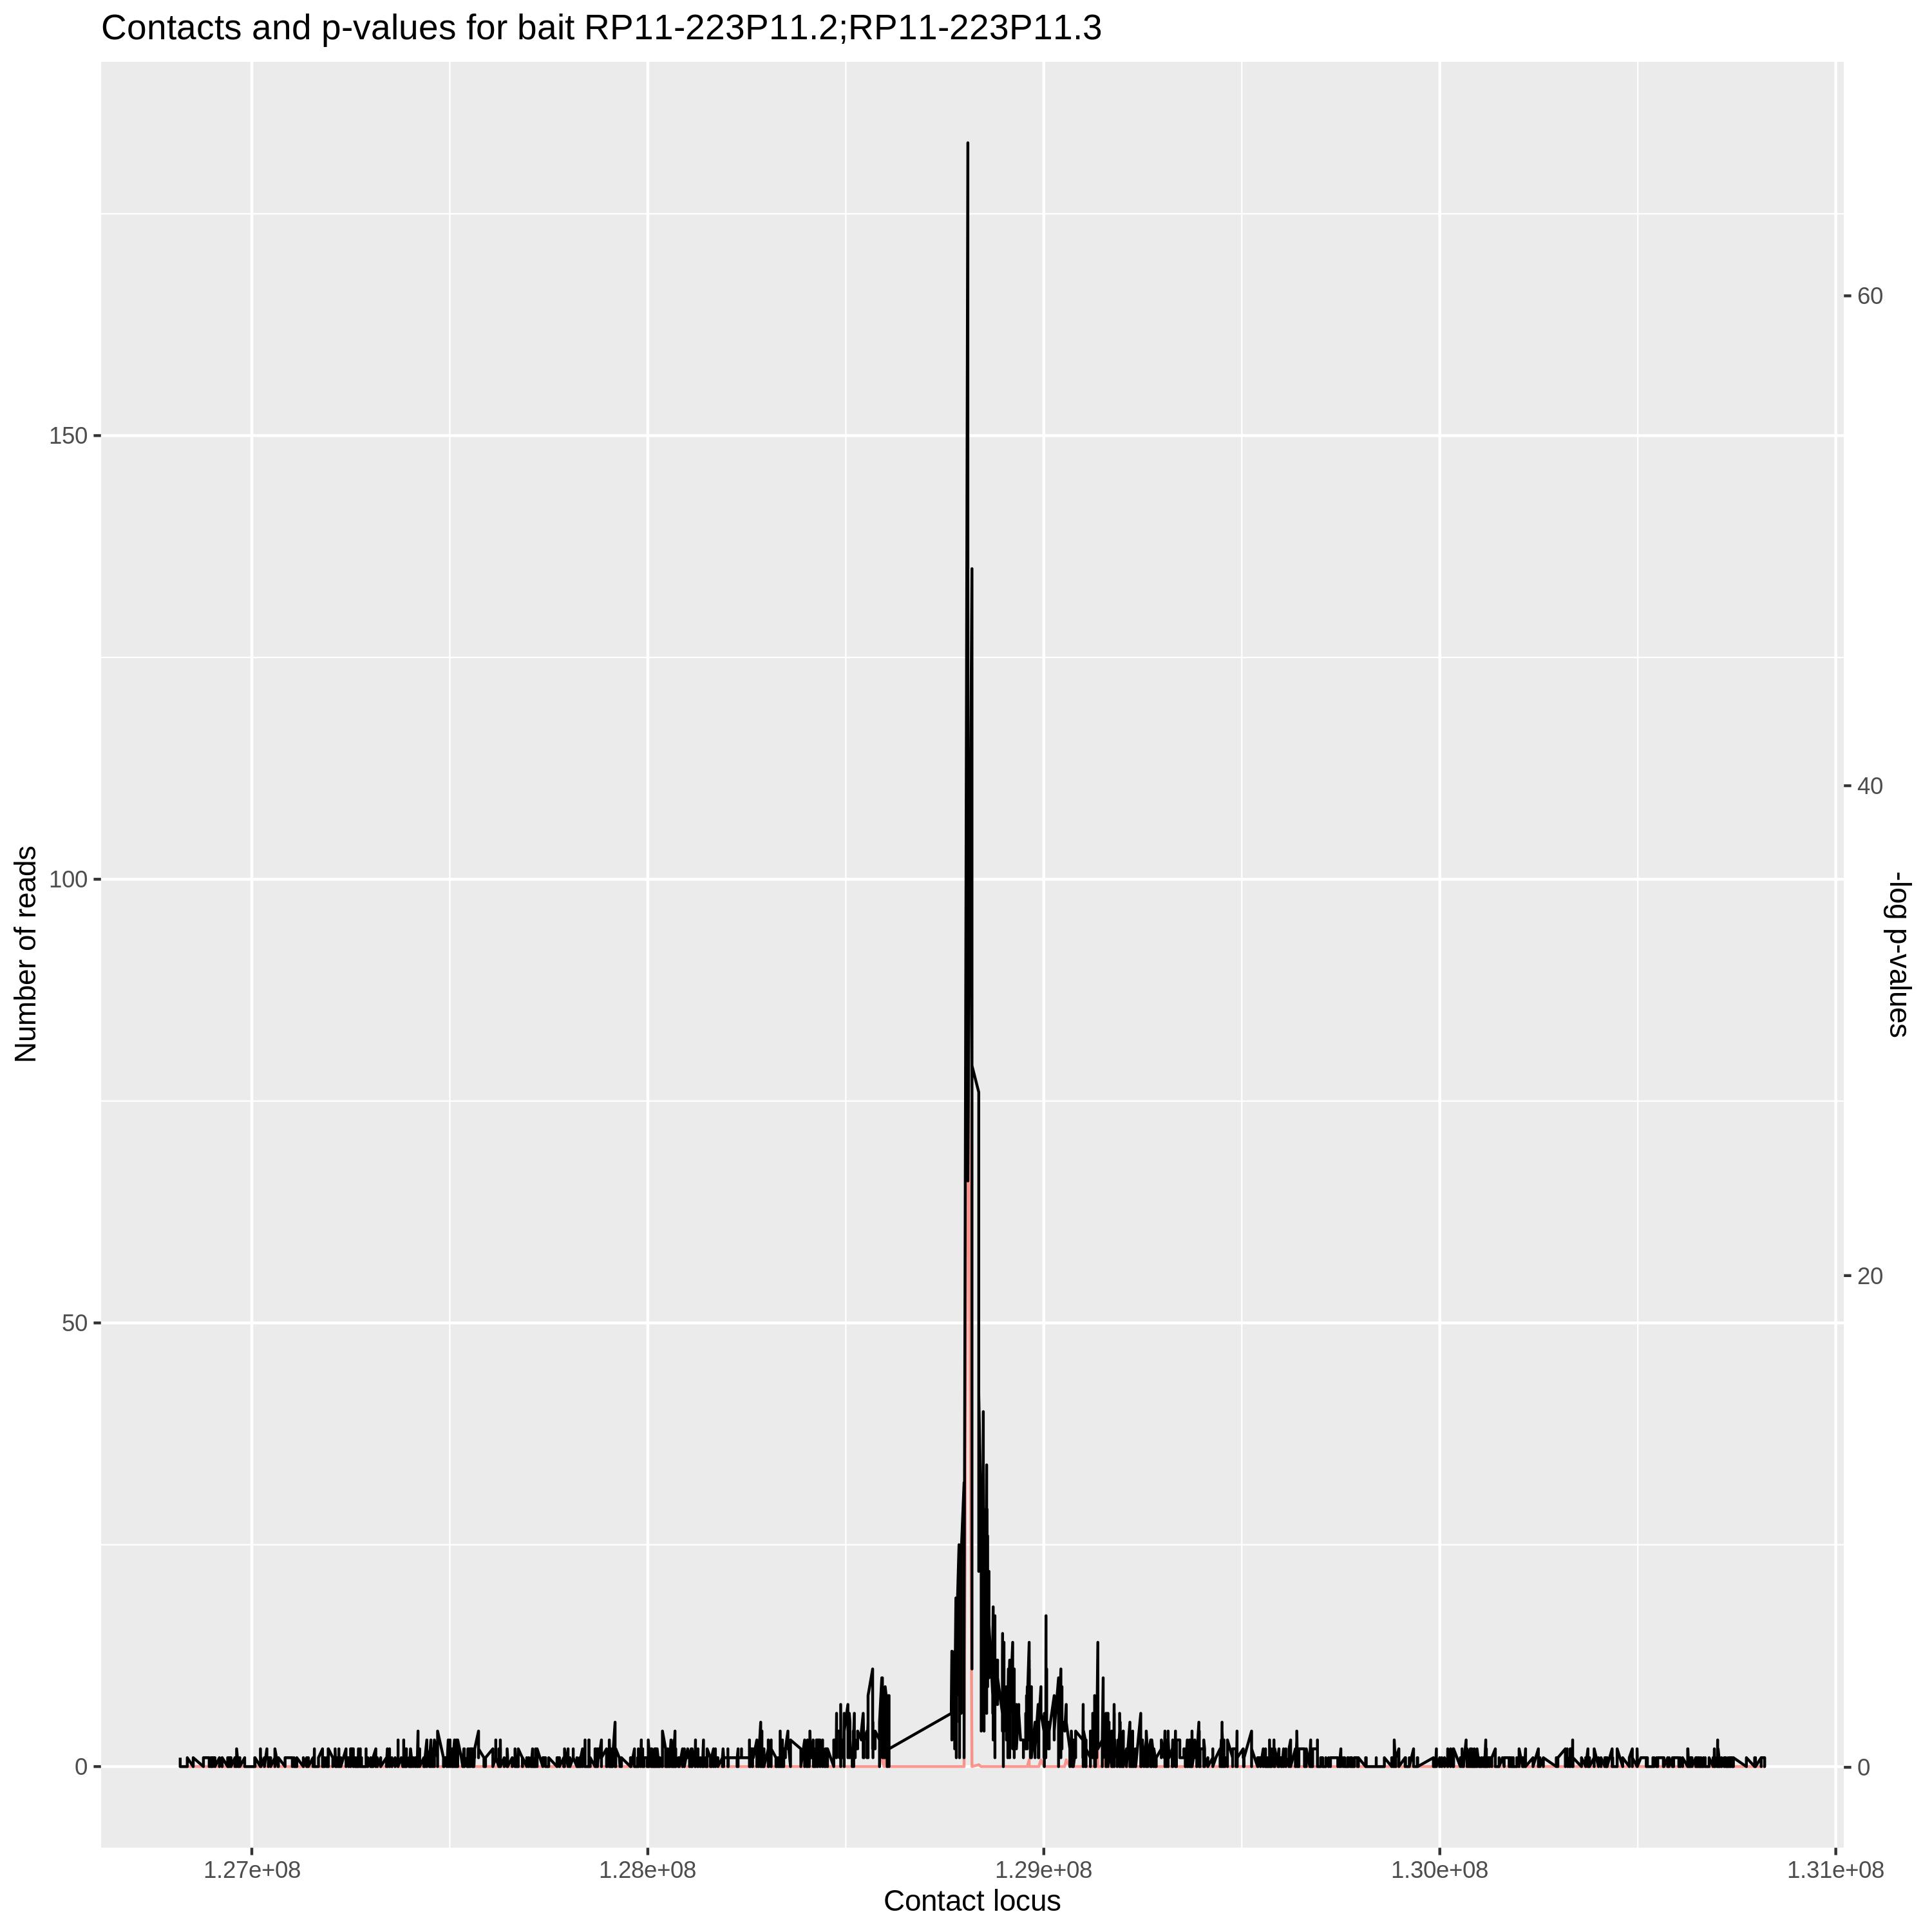 Contacts and p-values for bait RP11-223P11.2;RP11-223P11.3
150
100
50
0
Number of reads
60
40
20
0
-log p-values
1.27e+08 1.28e+08 1.29e+08 1.30e+08 1.31e+08
Contact locus